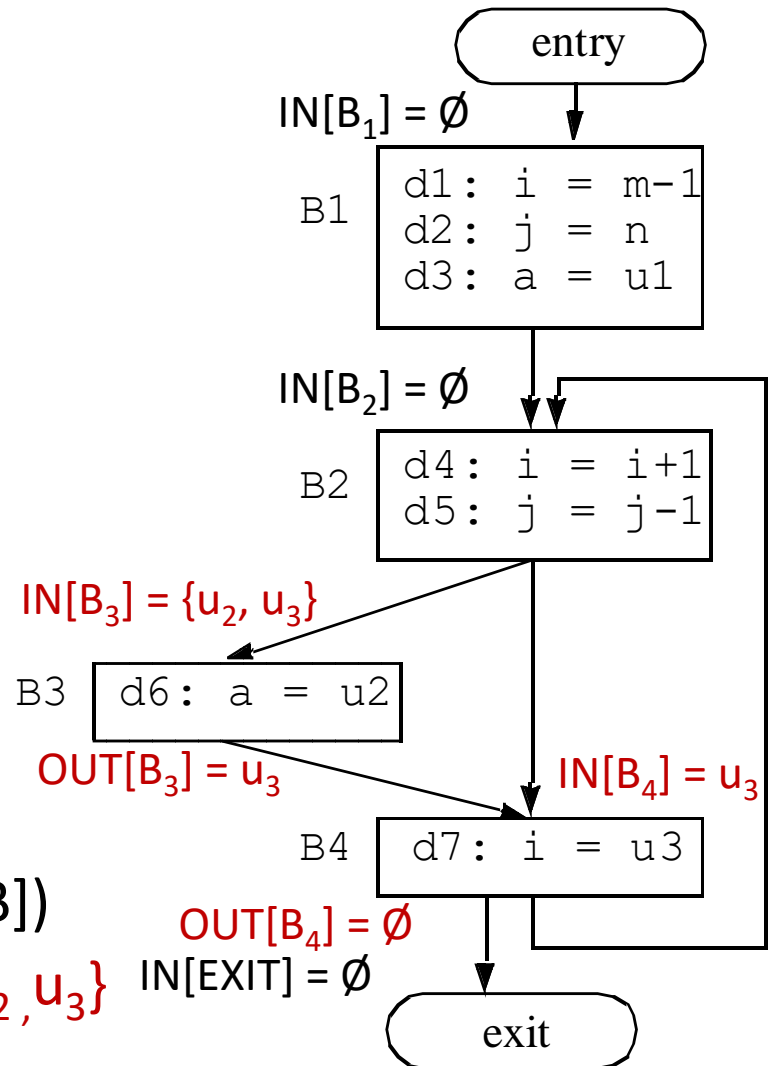 entry
IN[B₁] = Ø
B1
d1: i = m-1
d2: j = n
d3: a = u1
IN[B₂] = Ø
B2
d4: i = i+1
d5: j = j-1
IN[B₃] = {u₂, u₃}
B3
d6: a = u2
OUT[B₃] = u₃
IN[B₄] = u₃
B4
d7: i = u3
B])
OUT[B₄] = Ø
₂ ,u₃}
IN[EXIT] = Ø
exit